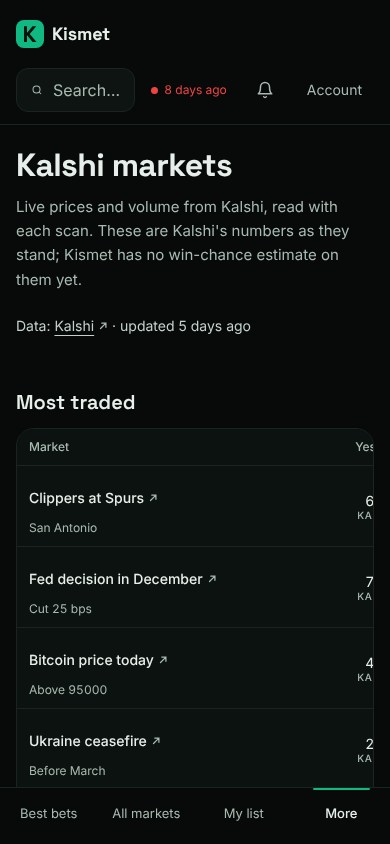 Kismet
Search...
8 days ago
Account
Kalshi markets
Live prices and volume from Kalshi, read with
each scan. These are Kalshi's numbers as they
stand; Kismet has no win-chance estimate on
them yet.
Data: Kalshi ↗ · updated 5 days ago
Most traded
Market
Yes
Clippers at Spurs ↗
San Antonio
Fed decision in December ↗
Cut 25 bps
Bitcoin price today ↗
Above 95000
Ukraine ceasefire ↗
Before March
Best bets
All markets
My list
More